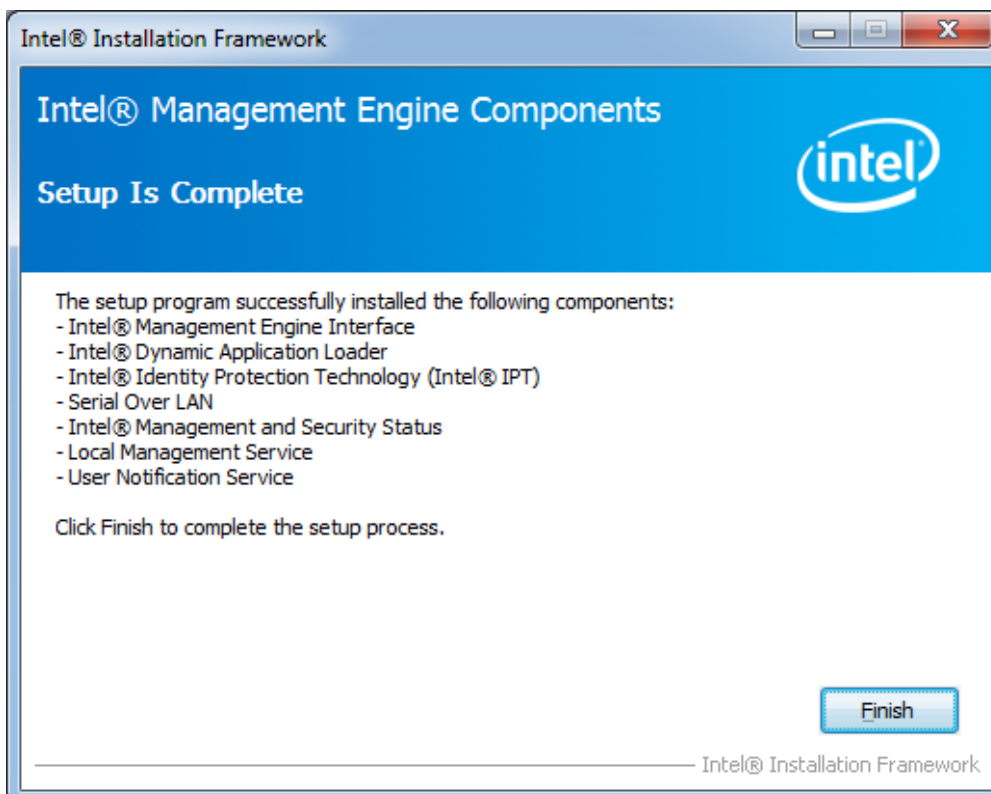 Intel® Installation Framework
Intel® Management Engine Components
Setup Is Complete
intel®
The setup program successfully installed the following components:
- Intel® Management Engine Interface
- Intel® Dynamic Application Loader
- Intel® Identity Protection Technology (Intel® IPT)
- Serial Over LAN
- Intel® Management and Security Status
- Local Management Service
- User Notification Service
Click Finish to complete the setup process.
Finish
Intel® Installation Framework